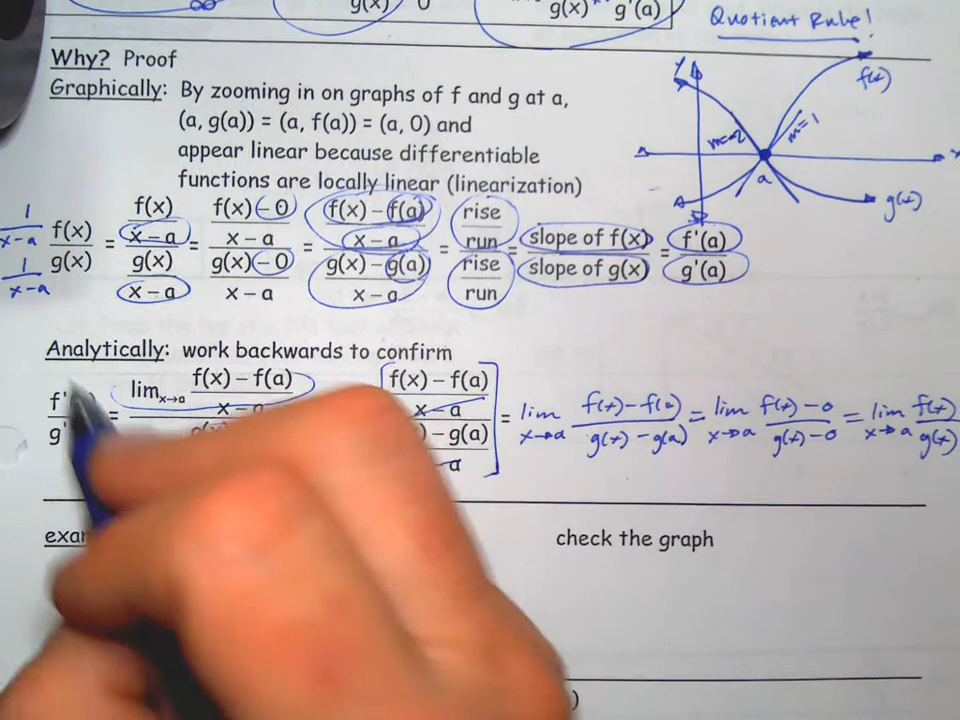 g(x) 0 g(x) g'(a) Quotient Rule!
Why? Proof
Graphically: By zooming in on graphs of f and g at a,
(a, g(a)) = (a, f(a)) = (a, 0) and
appear linear because differentiable
functions are locally linear (linearization)
y f(x) m=-2 m=1 x a g(x)
1/(x-a) f(x) / 1/(x-a) g(x) = f(x)/(x-a) / g(x)/(x-a) = f(x)-0/(x-a) / g(x)-0/(x-a) = f(x)-f(a)/(x-a) / g(x)-g(a)/(x-a) = rise/run / rise/run = slope of f(x) / slope of g(x) = f'(a) / g'(a)
Analytically: work backwards to confirm
f' / g' = lim x→a f(x)-f(a) / x-a f(x)-f(a) / x-a / -g(a) / a = lim x→a f(x)-f(a) / g(x)-g(a) = lim x→a f(x)-0 / g(x)-0 = lim x→a f(x) / g(x)
check the graph
)